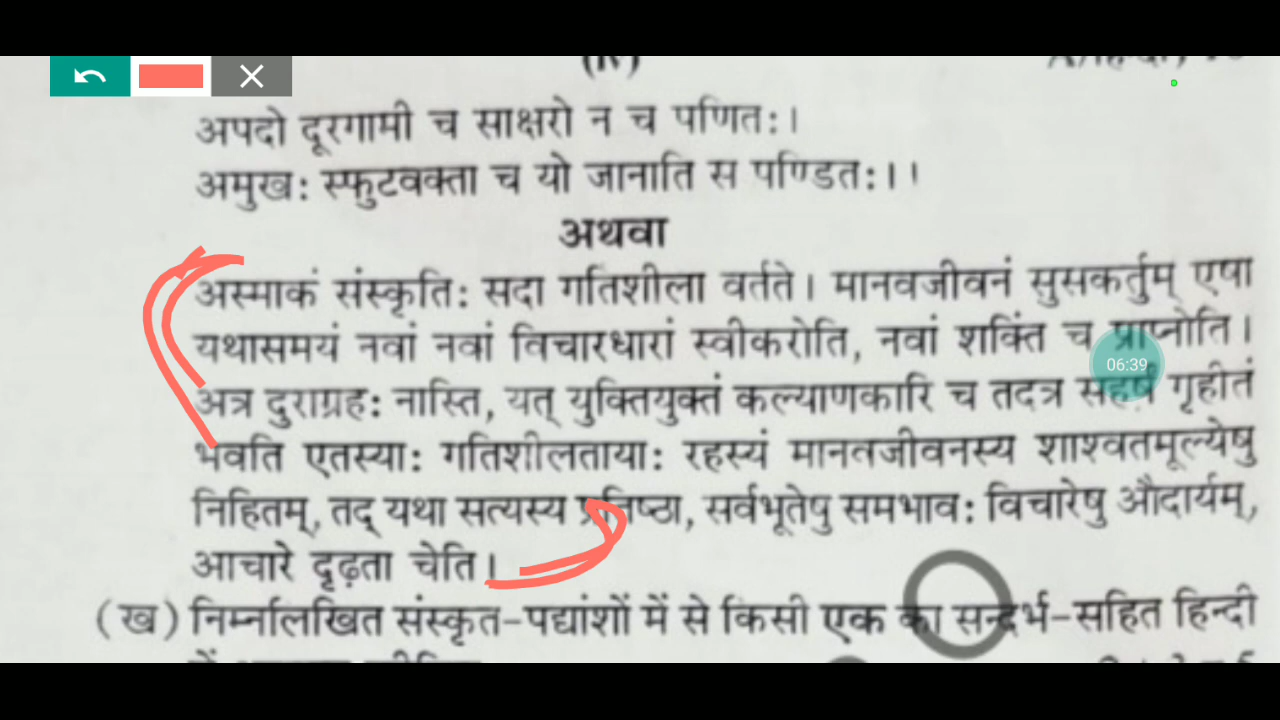 अपदो दूरगामी च साक्षरो न च पणितः।
अमुखः स्फुटवक्ता च यो जानाति स पण्डितः।।
अथवा
अस्माकं संस्कृतिः सदा गतिशीला वर्तते। मानवजीवनं सुसकर्तुम् एषा
यथासमयं नवां नवां विचारधारां स्वीकरोति, नवां शक्तिं च प्राप्नोति।
06:39
अत्र दुराग्रहः नास्ति, यत् युक्तियुक्तं कल्याणकारि च तदत्र सहर्षं गृहीतं
भवति एतस्याः गतिशीलतायाः रहस्यं मानवजीवनस्य शाश्वतमूल्येषु
निहितम्, तद् यथा सत्यस्य प्रतिष्ठा, सर्वभूतेषु समभावः विचारेषु औदार्यम्,
आचारे दृढ़ता चेति।
(ख) निम्नलिखित संस्कृत-पद्यांशों में से किसी एक का सन्दर्भ-सहित हिन्दी